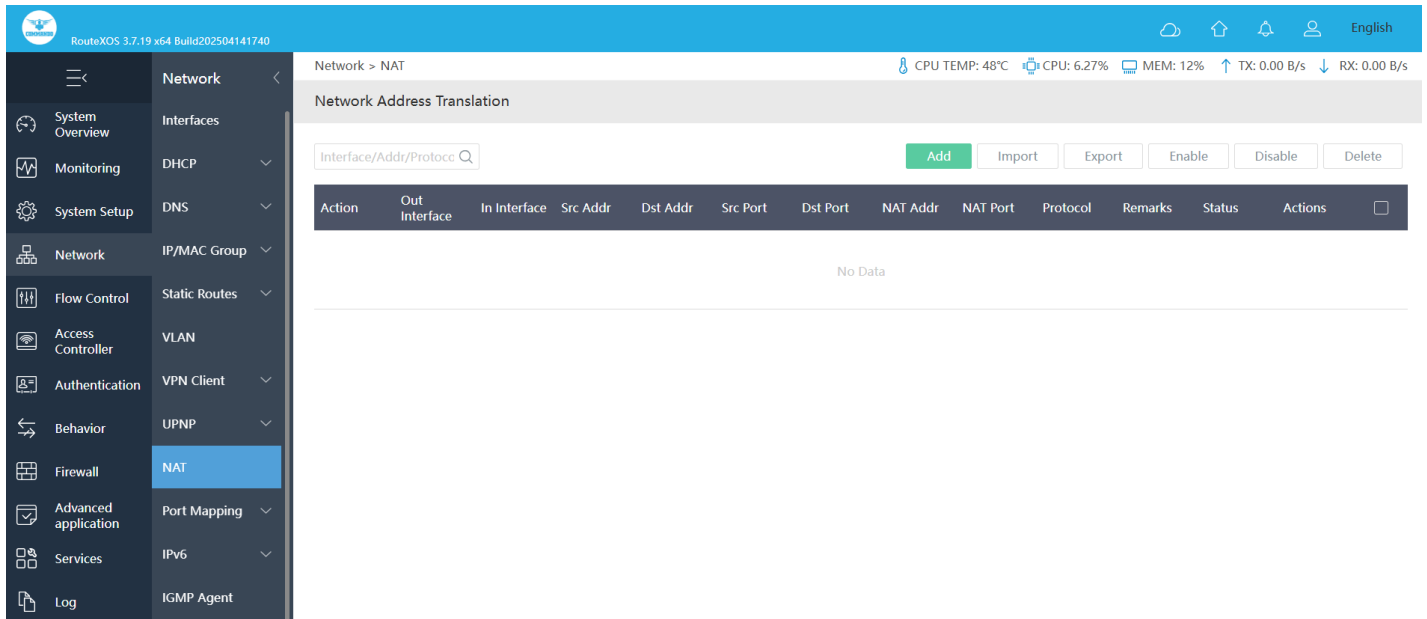 COMMANDO
RouteXOS 3.7.19 x64 Build202504141740
English
Network
Network > NAT
CPU TEMP: 48℃
CPU: 6.27%
MEM: 12%
TX: 0.00 B/s
RX: 0.00 B/s
Network Address Translation
System
Overview
Monitoring
System Setup
Network
Flow Control
Access
Controller
Authentication
Behavior
Firewall
Advanced
application
Services
Log
Interfaces
DHCP
DNS
IP/MAC Group
Static Routes
VLAN
VPN Client
UPNP
NAT
Port Mapping
IPv6
IGMP Agent
Interface/Addr/Protocc
Add
Import
Export
Enable
Disable
Delete
Action
Out
Interface
In Interface
Src Addr
Dst Addr
Src Port
Dst Port
NAT Addr
NAT Port
Protocol
Remarks
Status
Actions
No Data